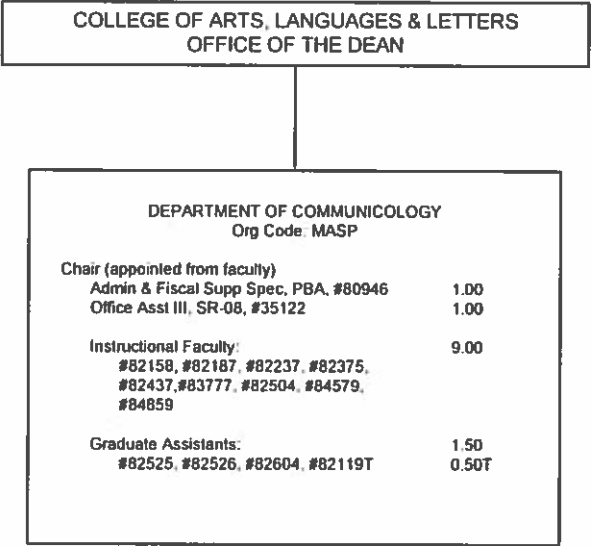 COLLEGE OF ARTS, LANGUAGES & LETTERS
OFFICE OF THE DEAN
DEPARTMENT OF COMMUNICOLOGY
Org Code: MASP
Chair (appointed from faculty)
Admin & Fiscal Supp Spec, PBA, #80946 1.00
Office Asst III, SR-08, #35122 1.00
Instructional Faculty: 9.00
#82158, #82187, #82237, #82375,
#82437,#83777, #82504, #84579,
#84859
Graduate Assistants: 1.50
#82525, #82526, #82604, #82119T 0.50T